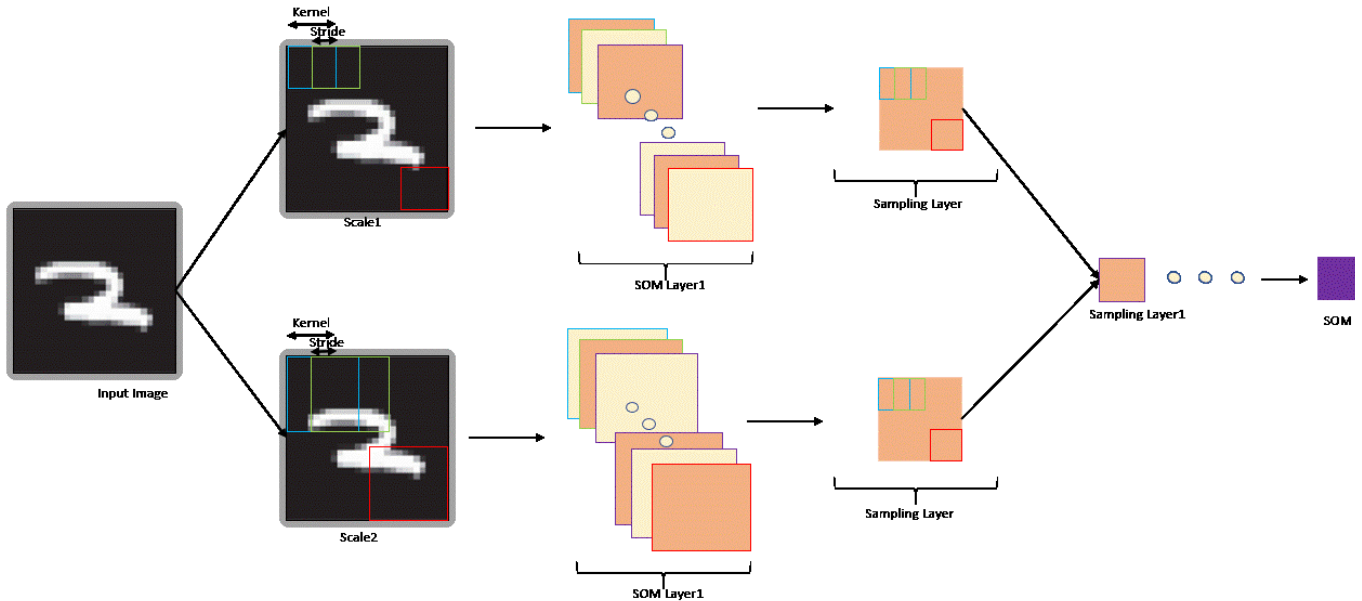 Kernel
Stride
Scale1
SOM Layer1
Sampling Layer
Input Image
Kernel
Stride
Scale2
SOM Layer1
Sampling Layer
Sampling Layer1
SOM